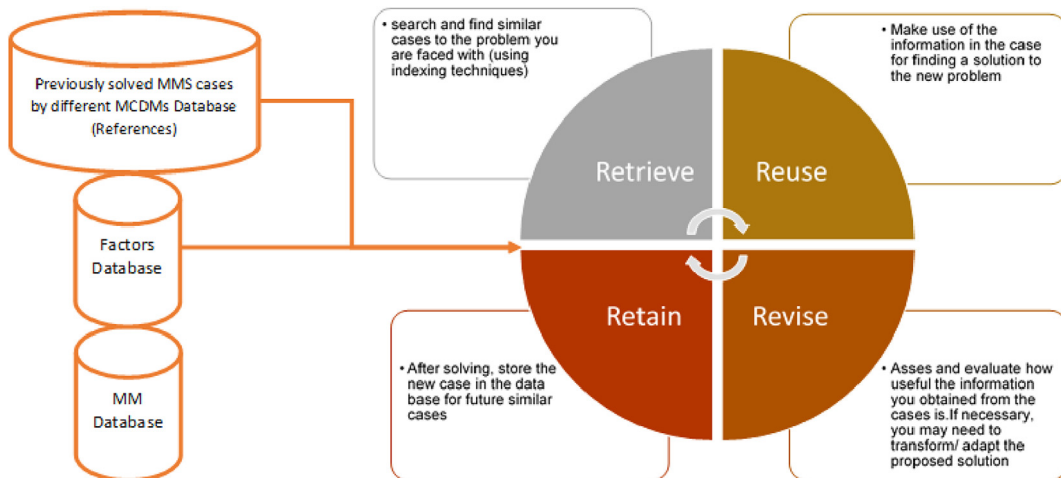 Previously solved MMS cases
by different MCDMs Database
(References)
Factors
Database
MM
Database
• search and find similar
cases to the problem you
are faced with (using
indexing techniques)
• Make use of the
information in the case
for finding a solution to
the new problem
Retrieve
Reuse
Retain
Revise
• After solving, store the
new case in the data
base for future similar
cases
• Asses and evaluate how
useful the information
you obtained from the
cases is.If necessary,
you may need to
transform/ adapt the
proposed solution